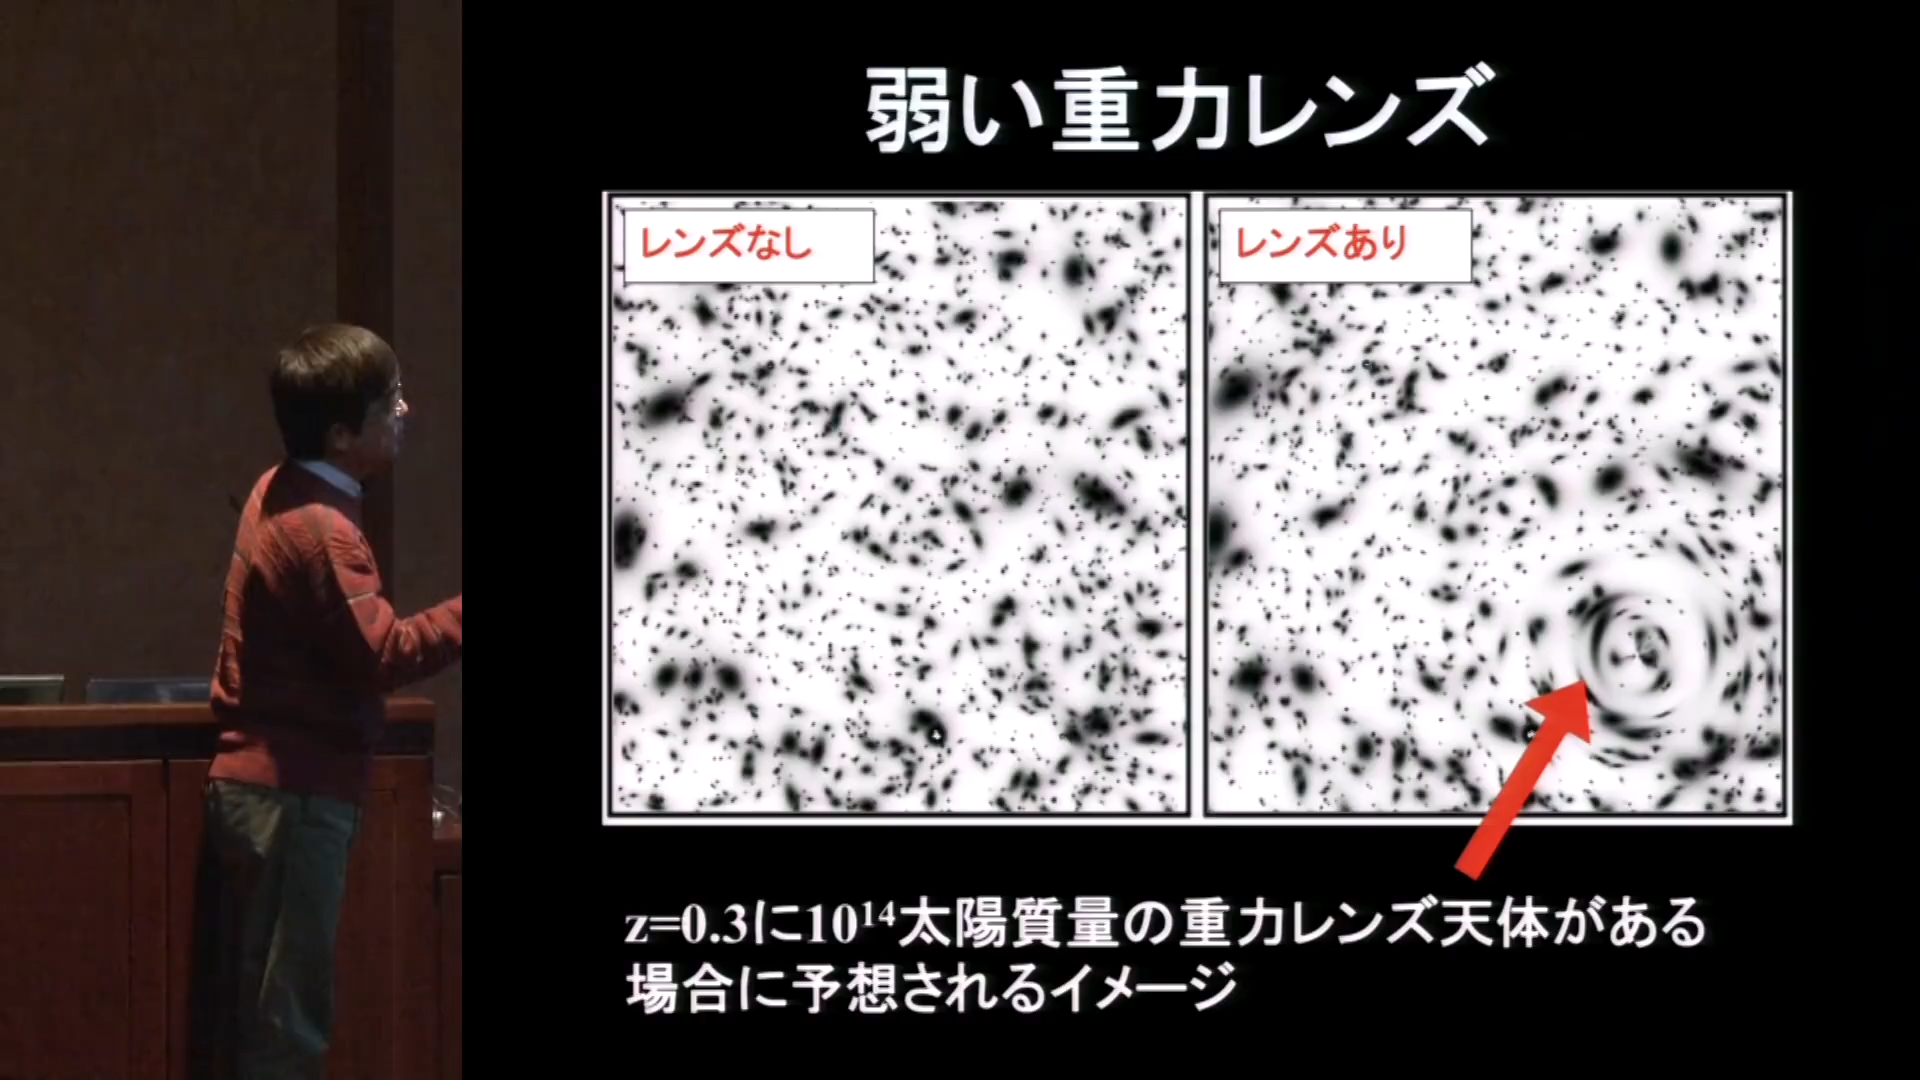 弱い重力レンズ
レンズなし
レンズあり
z=0.3に10¹⁴太陽質量の重力レンズ天体がある
場合に予想されるイメージ